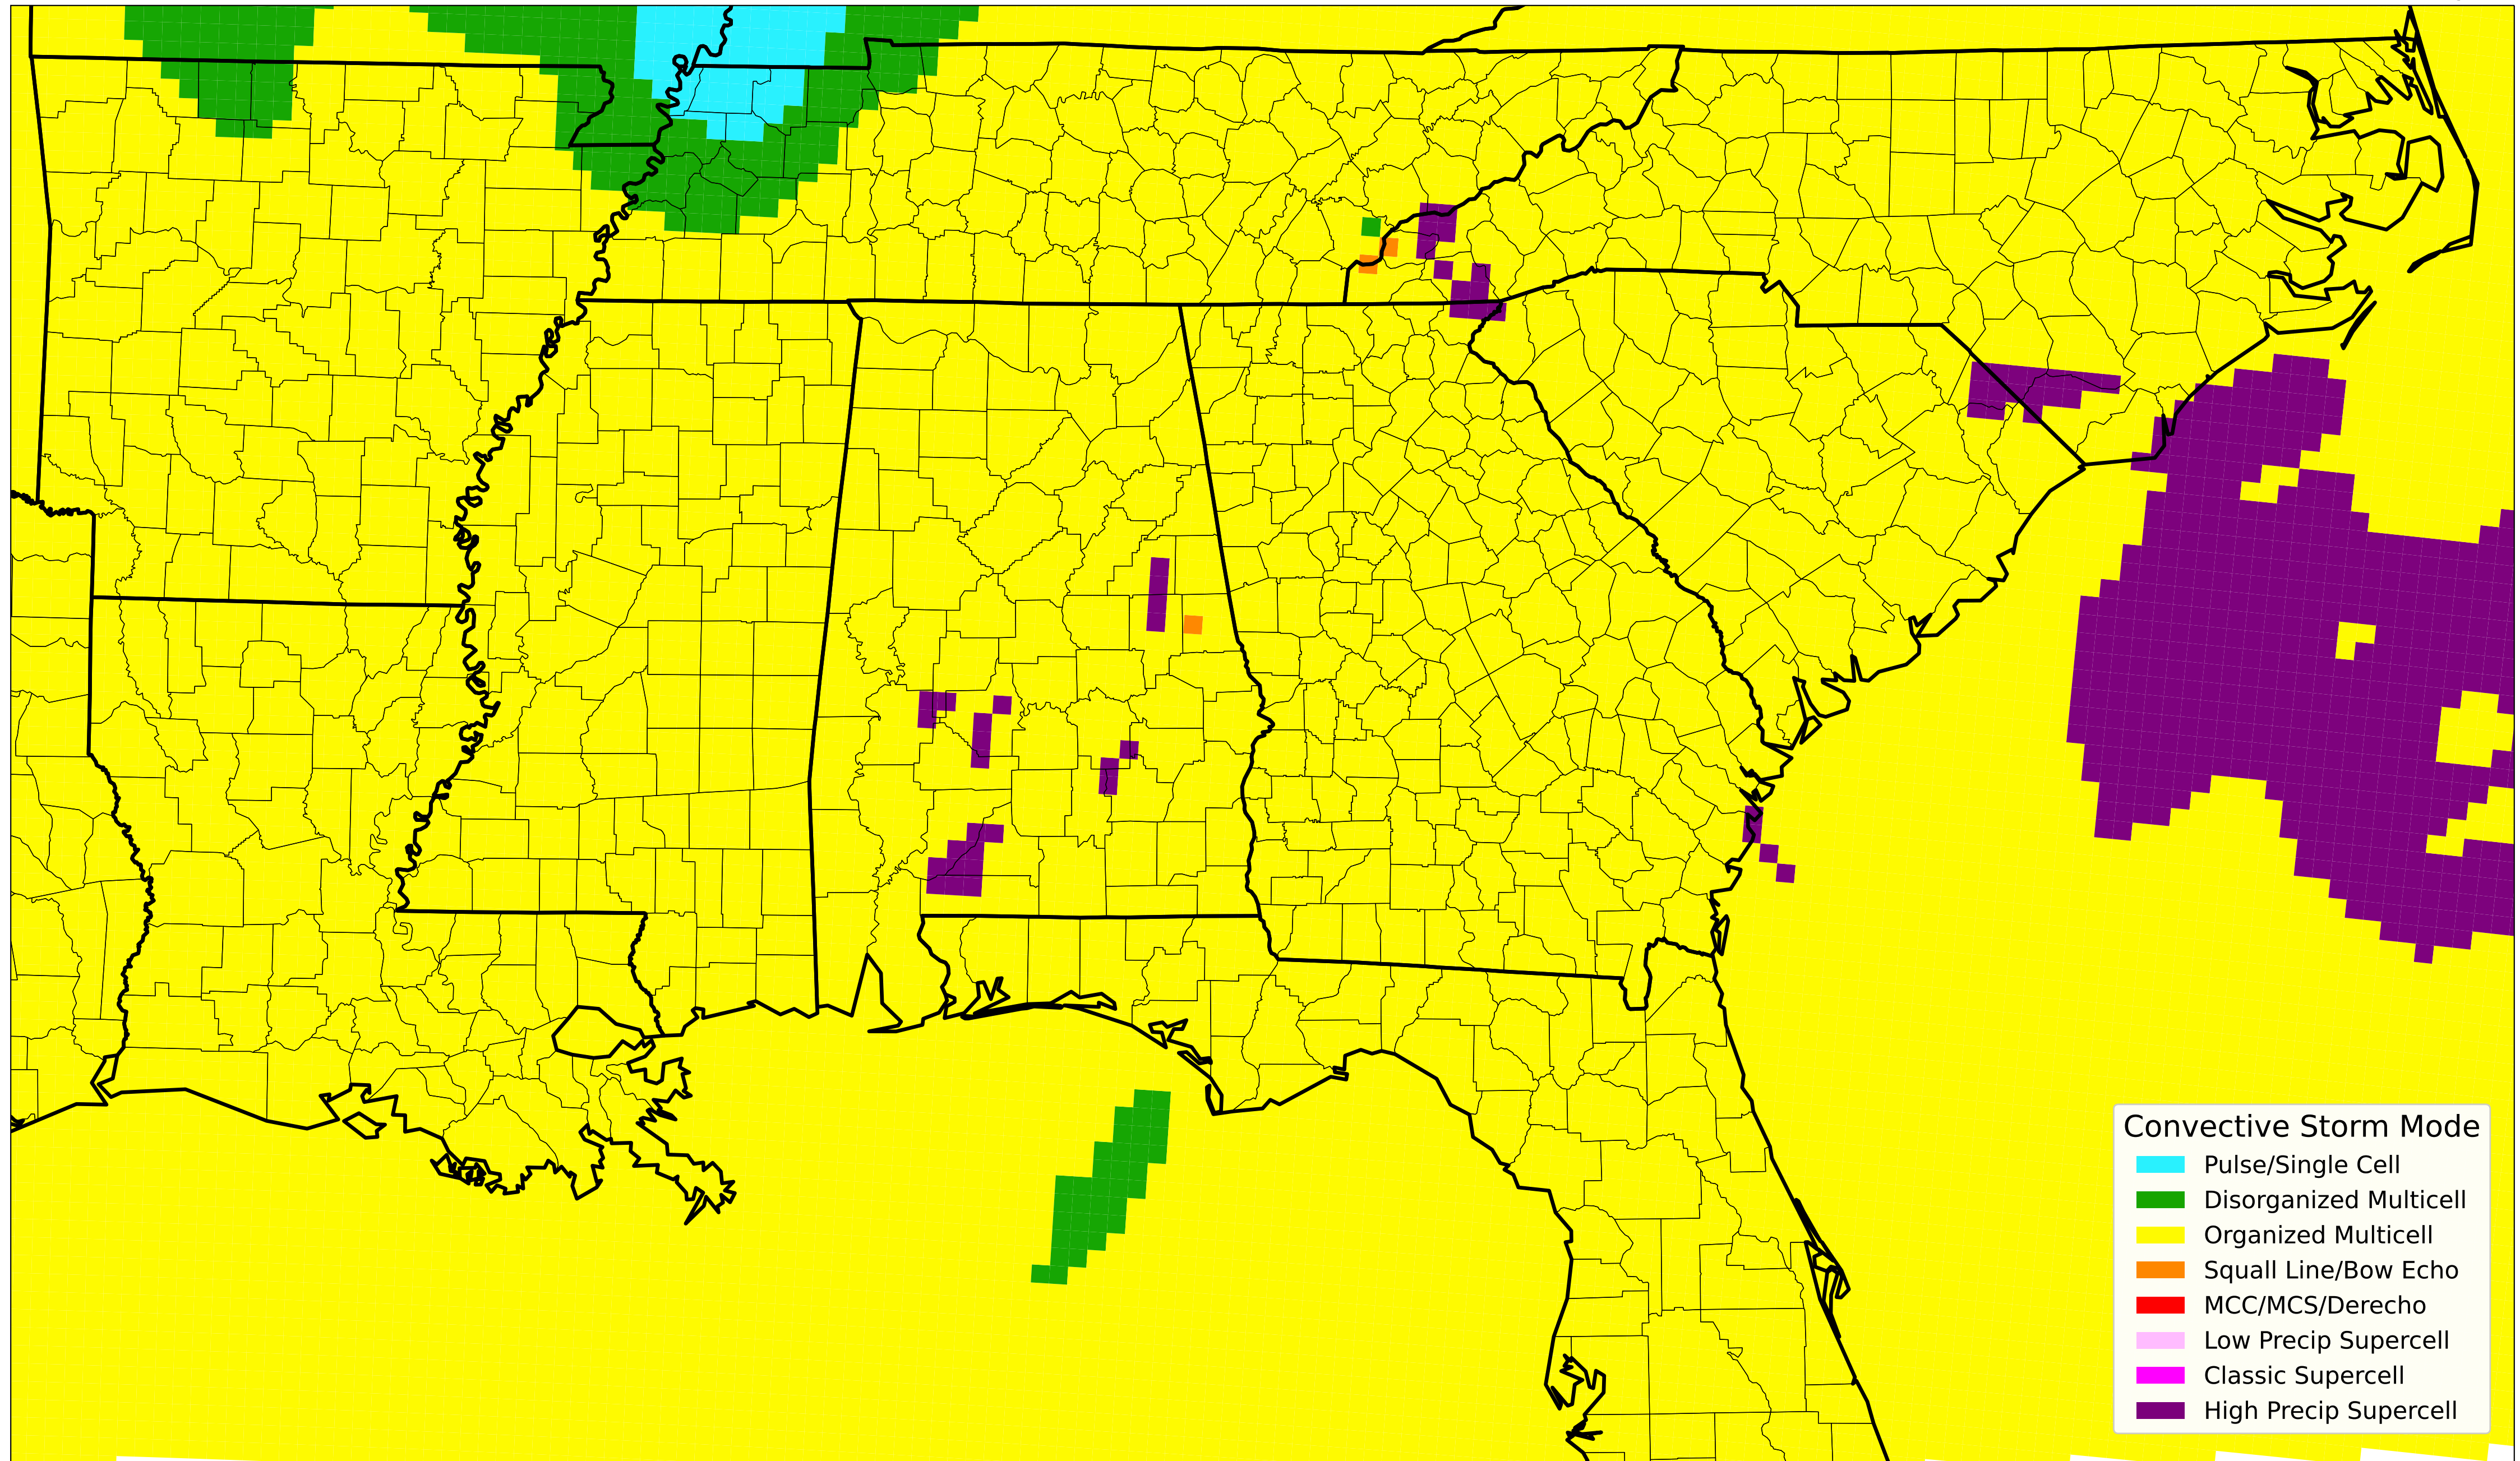 Convective Storm Mode
Pulse/Single Cell
Disorganized Multicell
Organized Multicell
Squall Line/Bow Echo
MCC/MCS/Derecho
Low Precip Supercell
Classic Supercell
High Precip Supercell